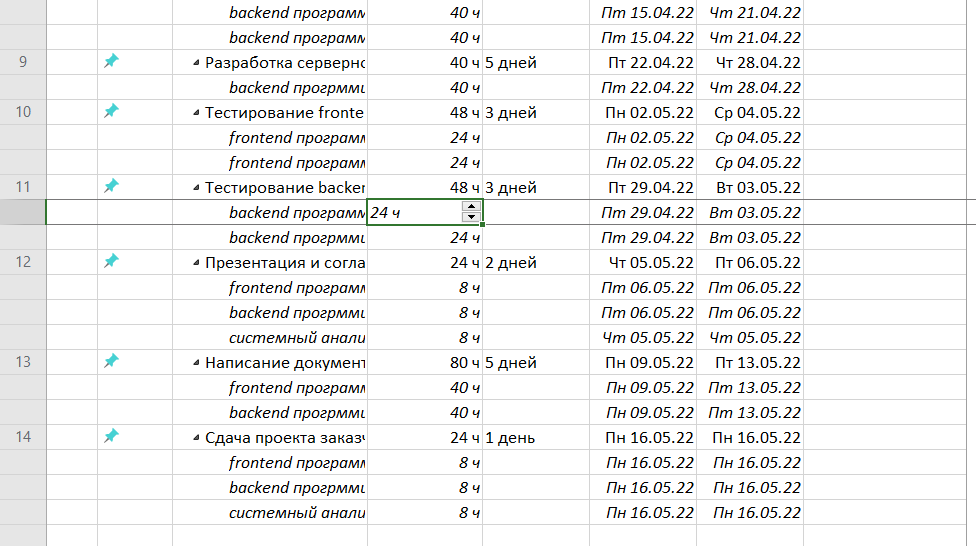 backend программ 40 ч Пт 15.04.22 Чт 21.04.22
backend программ 40 ч Пт 15.04.22 Чт 21.04.22
9 Разработка серверно 40 ч 5 дней Пт 22.04.22 Чт 28.04.22
backend программ 40 ч Пт 22.04.22 Чт 28.04.22
10 Тестирование fronte 48 ч 3 дней Пн 02.05.22 Ср 04.05.22
frontend программ 24 ч Пн 02.05.22 Ср 04.05.22
frontend программ 24 ч Пн 02.05.22 Ср 04.05.22
11 Тестирование backer 48 ч 3 дней Пт 29.04.22 Вт 03.05.22
backend программ 24 ч Пт 29.04.22 Вт 03.05.22
backend progрмми 24 ч Пт 29.04.22 Вт 03.05.22
12 Презентация и согла 24 ч 2 дней Чт 05.05.22 Пт 06.05.22
frontend программ 8 ч Пт 06.05.22 Пт 06.05.22
backend прогрмми 8 ч Пт 06.05.22 Пт 06.05.22
системный анали 8 ч Чт 05.05.22 Чт 05.05.22
13 Написание документ 80 ч 5 дней Пн 09.05.22 Пт 13.05.22
frontend программ 40 ч Пн 09.05.22 Пт 13.05.22
backend прогрмми 40 ч Пн 09.05.22 Пт 13.05.22
14 Сдача проекта заказч 24 ч 1 день Пн 16.05.22 Пн 16.05.22
frontend программ 8 ч Пн 16.05.22 Пн 16.05.22
backend прогрмми 8 ч Пн 16.05.22 Пн 16.05.22
системный анали 8 ч Пн 16.05.22 Пн 16.05.22